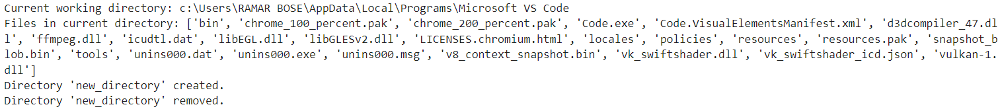 Current working directory: c:\Users\RAMAR BOSE\AppData\Local\Programs\Microsoft VS Code
Files in current directory: ['bin', 'chrome_100_percent.pak', 'chrome_200_percent.pak', 'Code.exe', 'Code.VisualElementsManifest.xml', 'd3dcompiler_47.dl
l', 'ffmpeg.dll', 'icudtl.dat', 'libEGL.dll', 'libGLESv2.dll', 'LICENSES.chromium.html', 'locales', 'policies', 'resources', 'resources.pak', 'snapshot_b
lob.bin', 'tools', 'unins000.dat', 'unins000.exe', 'unins000.msg', 'v8_context_snapshot.bin', 'vk_swiftshader.dll', 'vk_swiftshader_icd.json', 'vulkan-1.
dll']
Directory 'new_directory' created.
Directory 'new_directory' removed.